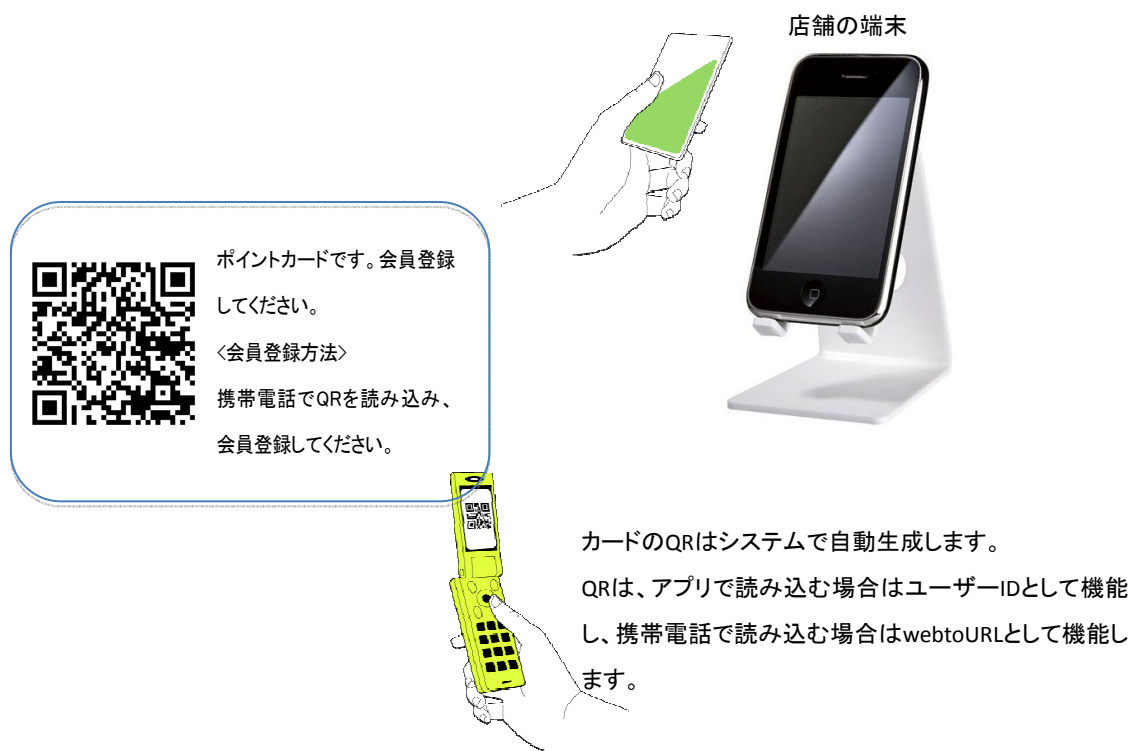 店舗の端末
ポイントカードです。会員登録
してください。
<会員登録方法>
携帯電話でQRを読み込み、
会員登録してください。
カードのQRはシステムで自動生成します。
QRは、アプリで読み込む場合はユーザーIDとして機能
し、携帯電話で読み込む場合はwebtoURLとして機能し
ます。